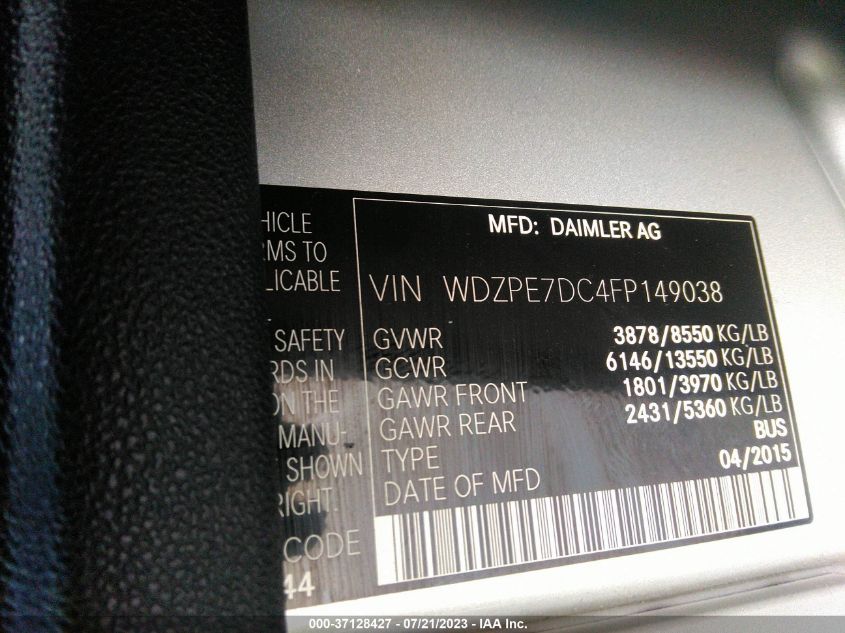 HICLE
RMS TO
LICABLE
SAFETY
RDS IN
ON THE
MANU-
SHOWN
RIGHT.
CODE
44
MFD: DAIMLER AG
VIN WDZPE7DC4FP149038
GVWR 3878/8550 KG/LB
GCWR 6146/13550 KG/LB
GAWR FRONT 1801/3970 KG/LB
GAWR REAR 2431/5360 KG/LB
TYPE BUS
DATE OF MFD 04/2015
000-37128427 - 07/21/2023 - IAA Inc.